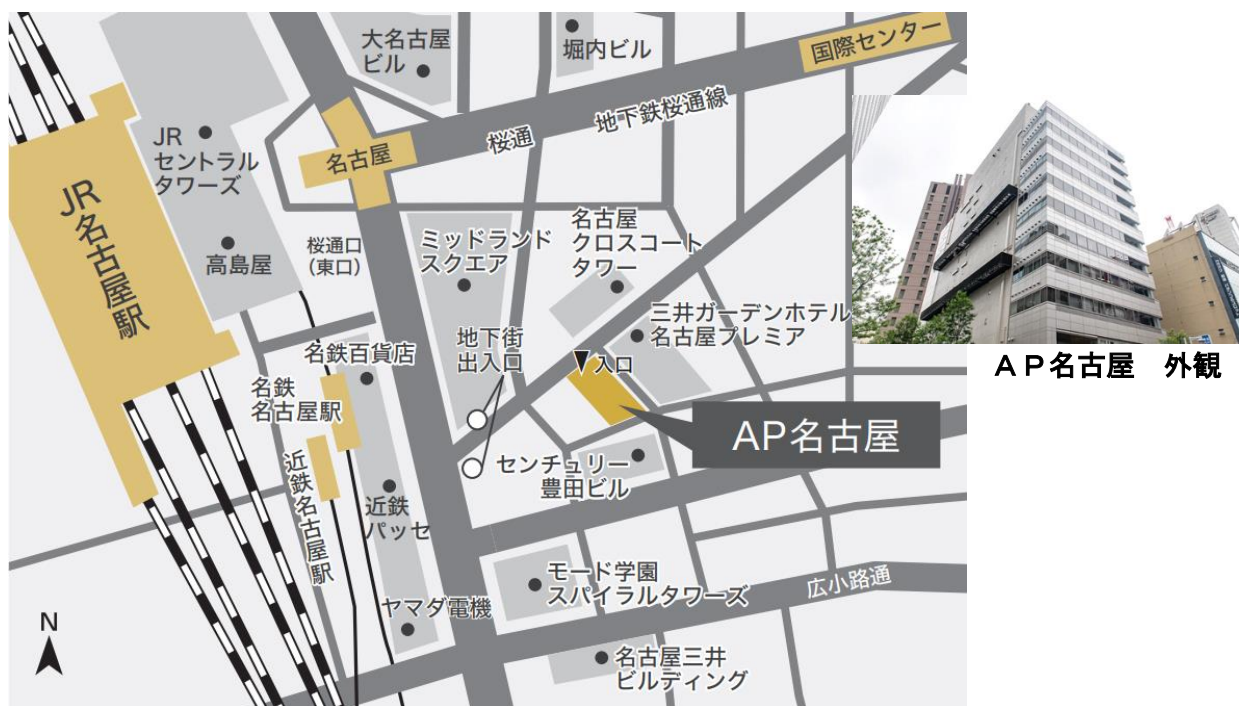 大名古屋
ビル
堀内ビル
国際センター
地下鉄桜通線
桜通
名古屋
JR
セントラル
タワーズ
JR名古屋駅
高島屋
桜通口
(東口)
ミッドランド
スクエア
名古屋
クロスコート
タワー
三井ガーデンホテル
名古屋プレミア
地下街
出入口
入口
名鉄百貨店
名鉄
名古屋駅
AP名古屋
センチュリー
豊田ビル
近鉄名古屋駅
近鉄
パッセ
モード学園
スパイラルタワーズ
広小路通
ヤマダ電機
名古屋三井
ビルディング
N
ＡＰ名古屋　外観